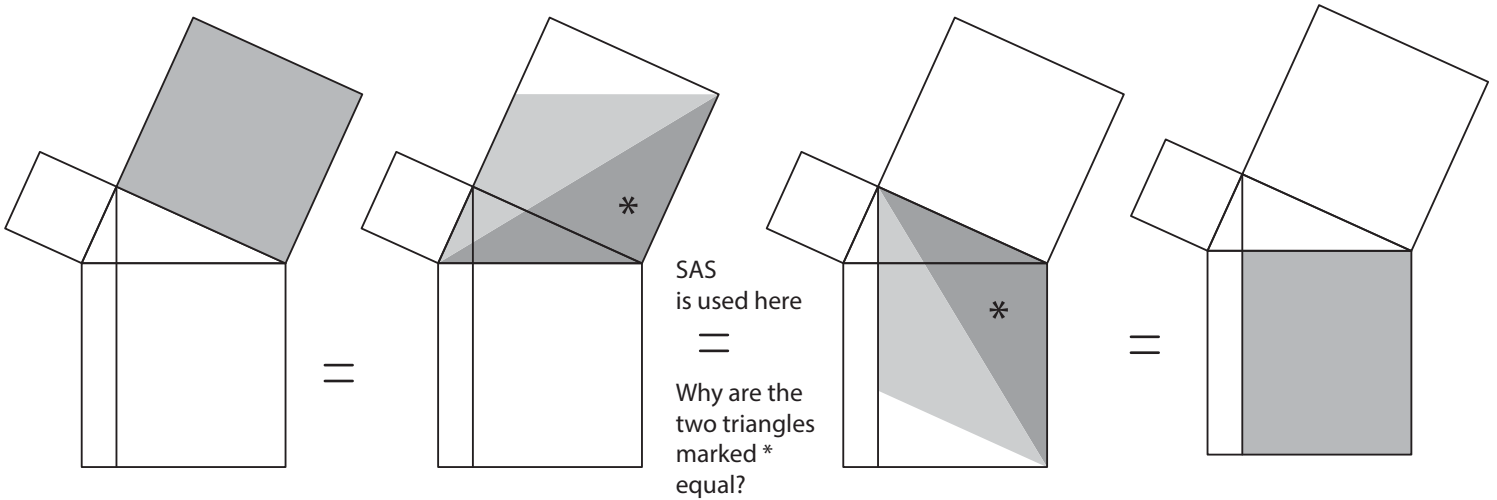 *
SAS
is used here
=
Why are the
two triangles
marked *
equal?
*
=
=